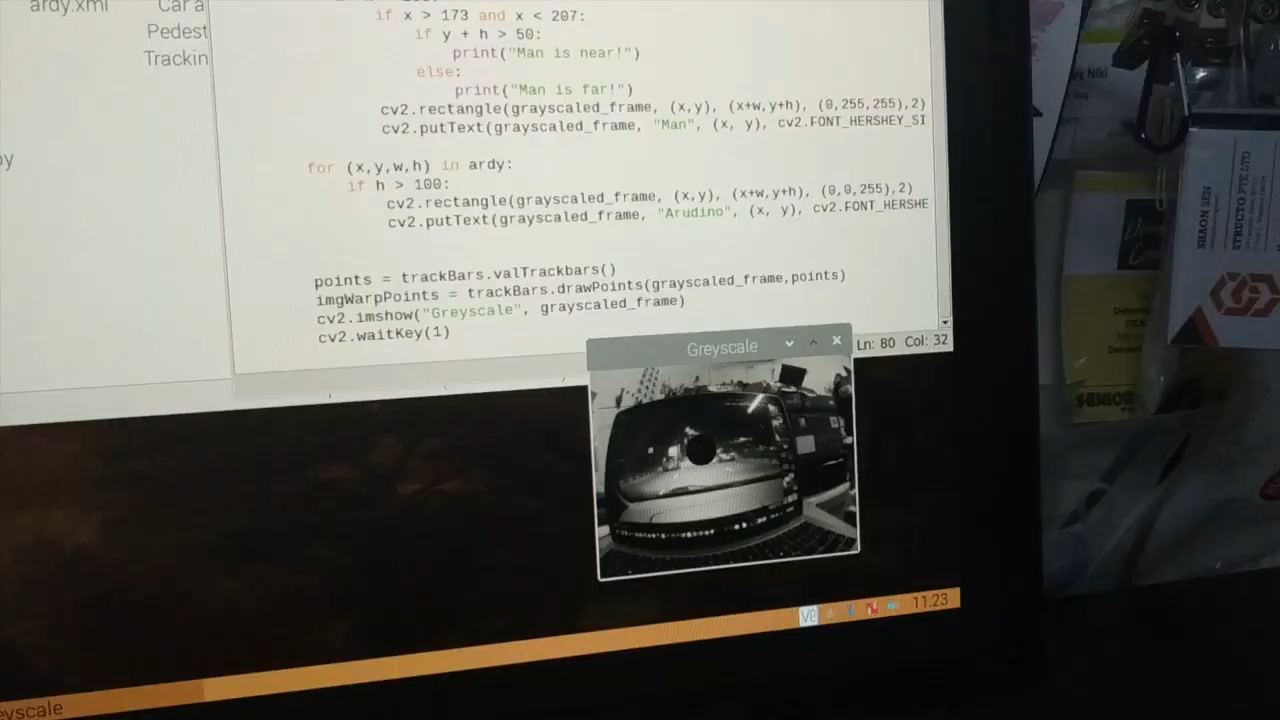 ardy.xml
Car a
Pedest
Trackin
if x > 173 and x < 207:
if y + h > 50:
print("Man is near!")
else:
print("Man is far!")
cv2.rectangle(grayscaled_frame, (x,y), (x+w,y+h), (0,255,255),2)
cv2.putText(grayscaled_frame, "Man", (x, y), cv2.FONT_HERSHEY_SI
for (x,y,w,h) in ardy:
if h > 100:
cv2.rectangle(grayscaled_frame, (x,y), (x+w,y+h), (0,0,255),2)
cv2.putText(grayscaled_frame, "Arudino", (x, y), cv2.FONT_HERSHE
points = trackBars.valTrackbars()
imgWarpPoints = trackBars.drawPoints(grayscaled_frame,points)
cv2.imshow("Greyscale", grayscaled_frame)
cv2.waitKey(1)
Ln: 80 Col: 32
Greyscale
11:23
eyscale
by Niki
SHAON SEN
STRUCTO PTE LTD
SENIOR